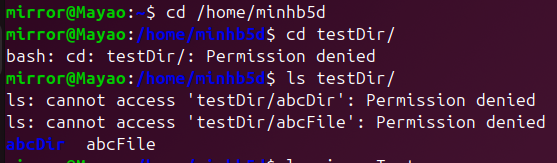 mirror@Mayao:~$ cd /home/minhb5d
mirror@Mayao:/home/minhb5d$ cd testDir/
bash: cd: testDir/: Permission denied
mirror@Mayao:/home/minhb5d$ ls testDir/
ls: cannot access 'testDir/abcDir': Permission denied
ls: cannot access 'testDir/abcFile': Permission denied
abcDir  abcFile